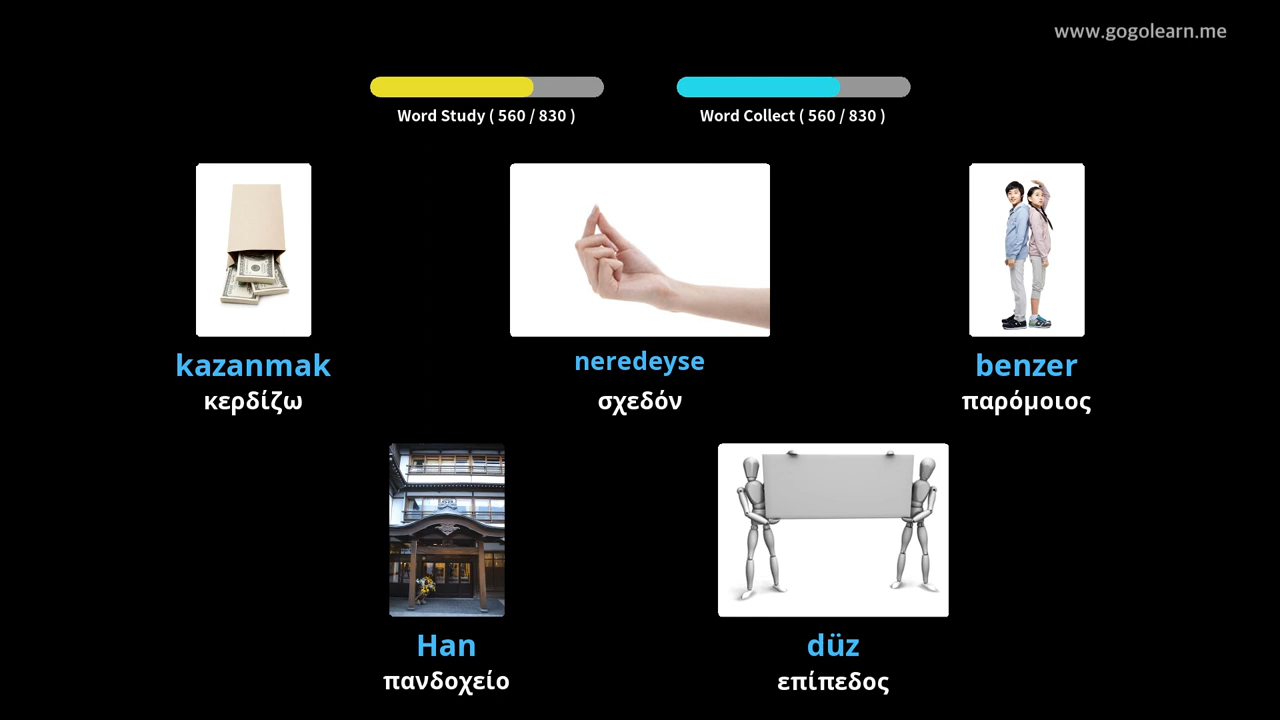 www.gogolearn.me
Word Study ( 560 / 830 )
Word Collect ( 560 / 830 )
kazanmak
κερδίζω
neredeyse
σχεδόν
benzer
παρόμοιος
Han
πανδοχείο
düz
επίπεδος